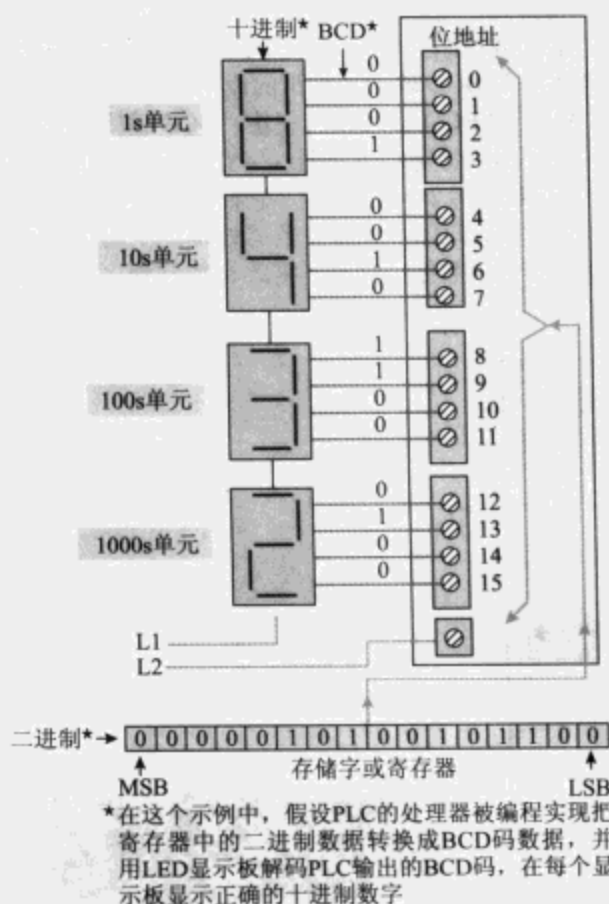 十进制★ BCD★ 位地址
1s单元
0 0
0 1
0 2
1 3
10s单元
0 4
0 5
1 6
0 7
100s单元
1 8
1 9
0 10
0 11
1000s单元
0 12
1 13
0 14
0 15
L1
L2
二进制★ 0 0 0 0 0 1 0 1 0 0 1 0 1 1 0 0
MSB 存储字或寄存器 LSB
★在这个示例中，假设PLC的处理器被编程实现把
寄存器中的二进制数据转换成BCD码数据，并
用LED显示板解码PLC输出的BCD码，在每个显
示板显示正确的十进制数字